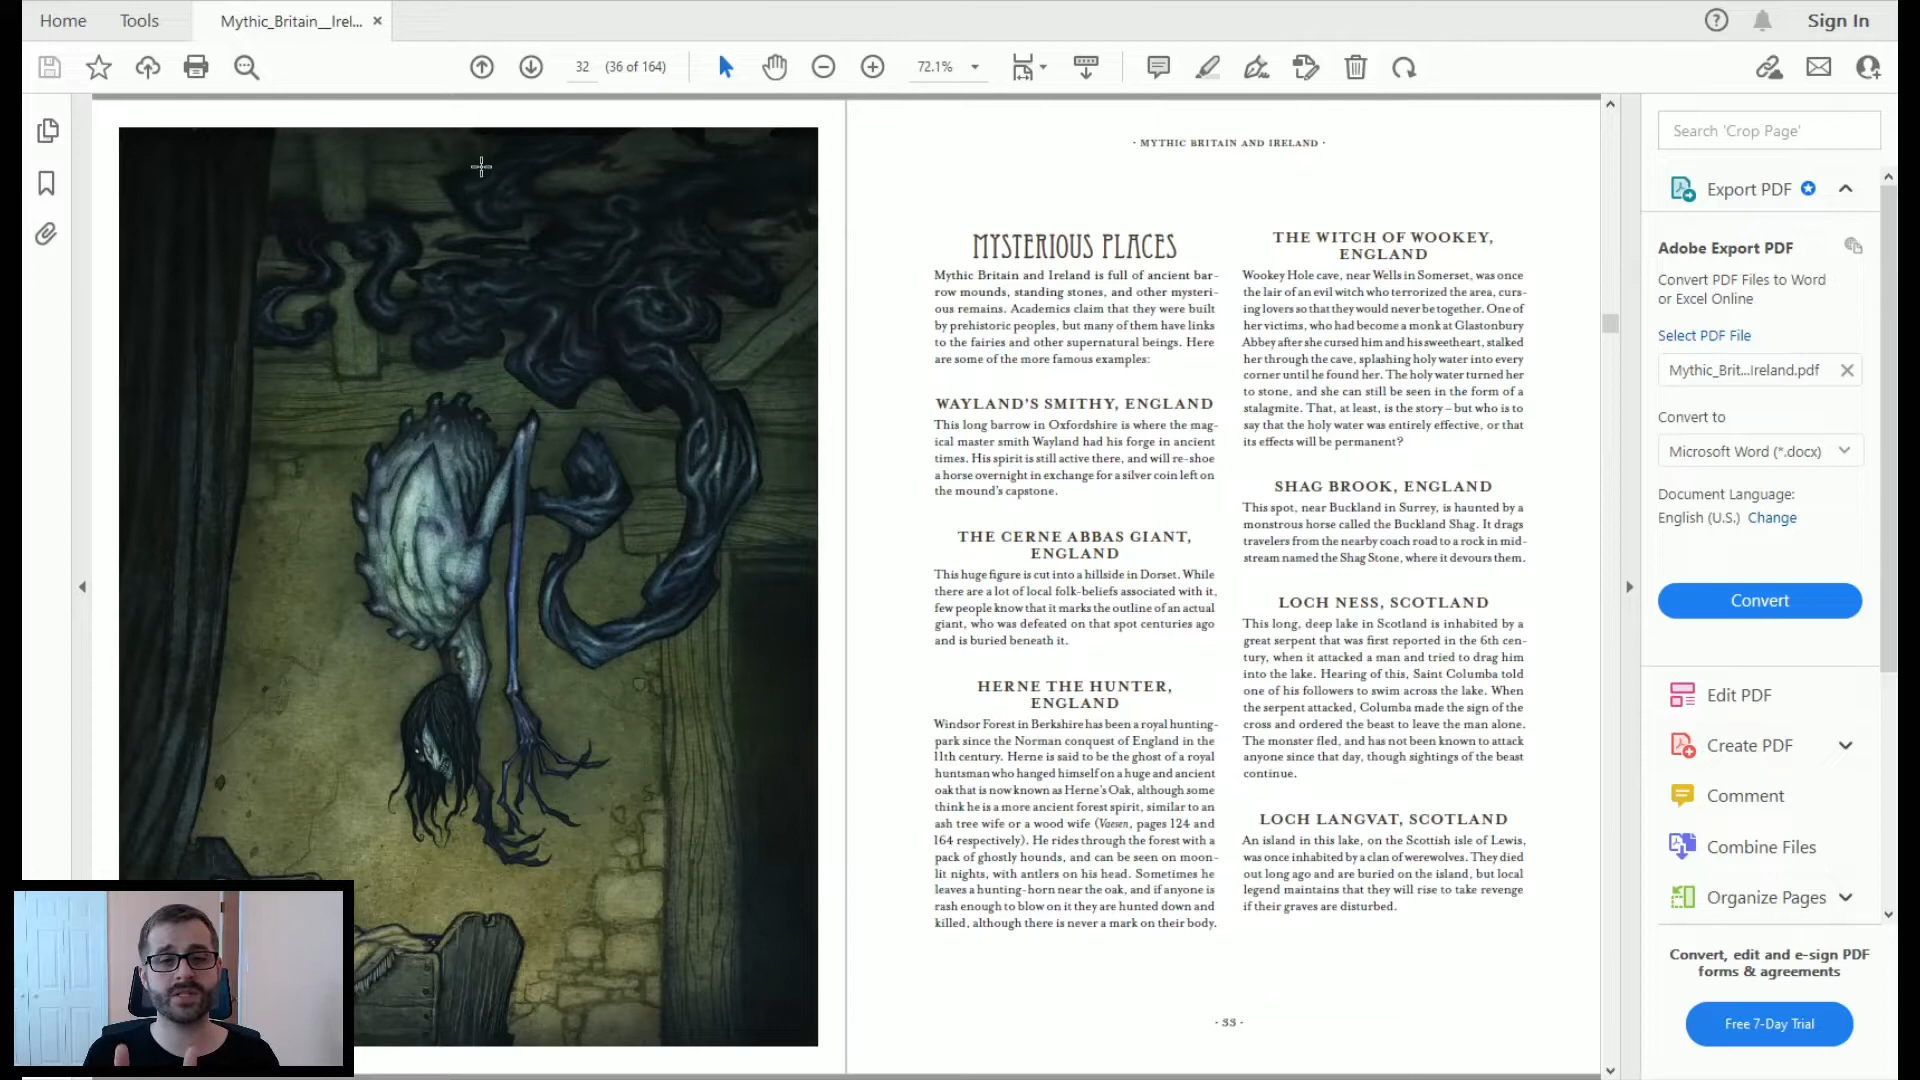 Home
Tools
Mythic_Britain__Irel...
Sign In
32
(36 of 164)
72.1%
· MYTHIC BRITAIN AND IRELAND ·
MYSTERIOUS PLACES
Mythic Britain and Ireland is full of ancient bar-
row mounds, standing stones, and other mysteri-
ous remains. Academics claim that they were built
by prehistoric peoples, but many of them have links
to the fairies and other supernatural beings. Here
are some of the more famous examples:
WAYLAND'S SMITHY, ENGLAND
This long barrow in Oxfordshire is where the mag-
ical master smith Wayland had his forge in ancient
times. His spirit is still active there, and will re-shoe
a horse overnight in exchange for a silver coin left on
the mound's capstone.
THE CERNE ABBAS GIANT,
ENGLAND
This huge figure is cut into a hillside in Dorset. While
there are a lot of local folk-beliefs associated with it,
few people know that it marks the outline of an actual
giant, who was defeated on that spot centuries ago
and is buried beneath it.
HERNE THE HUNTER,
ENGLAND
Windsor Forest in Berkshire has been a royal hunting-
park since the Norman conquest of England in the
11th century. Herne is said to be the ghost of a royal
huntsman who hanged himself on a huge and ancient
oak that is now known as Herne's Oak, although some
think he is a more ancient forest spirit, similar to an
ash tree wife or a wood wife (Vaesen, pages 124 and
164 respectively). He rides through the forest with a
pack of ghostly hounds, and can be seen on moon-
lit nights, with antlers on his head. Sometimes he
leaves a hunting-horn near the oak, and if anyone is
rash enough to blow on it they are hunted down and
killed, although there is never a mark on their body.
THE WITCH OF WOOKEY,
ENGLAND
Wookey Hole cave, near Wells in Somerset, was once
the lair of an evil witch who terrorized the area, curs-
ing lovers so that they would never be together. One of
her victims, who had become a monk at Glastonbury
Abbey after she cursed him and his sweetheart, stalked
her through the cave, splashing holy water into every
corner until he found her. The holy water turned her
to stone, and she can still be seen in the form of a
stalagmite. That, at least, is the story – but who is to
say that the holy water was entirely effective, or that
its effects will be permanent?
SHAG BROOK, ENGLAND
This spot, near Buckland in Surrey, is haunted by a
monstrous horse called the Buckland Shag. It drags
travelers from the nearby coach road to a rock in mid-
stream named the Shag Stone, where it devours them.
LOCH NESS, SCOTLAND
This long, deep lake in Scotland is inhabited by a
great serpent that was first reported in the 6th cen-
tury, when it attacked a man and tried to drag him
into the lake. Hearing of this, Saint Columba told
one of his followers to swim across the lake. When
the serpent attacked, Columba made the sign of the
cross and ordered the beast to leave the man alone.
The monster fled, and has not been known to attack
anyone since that day, though sightings of the beast
continue.
LOCH LANGVAT, SCOTLAND
An island in this lake, on the Scottish isle of Lewis,
was once inhabited by a clan of werewolves. They died
out long ago and are buried on the island, but local
legend maintains that they will rise to take revenge
if their graves are disturbed.
· 33 ·
Search 'Crop Page'
Export PDF
Adobe Export PDF
Convert PDF Files to Word
or Excel Online
Select PDF File
Mythic_Brit...Ireland.pdf
Convert to
Microsoft Word (*.docx)
Document Language:
English (U.S.) Change
Convert
Edit PDF
Create PDF
Comment
Combine Files
Organize Pages
Convert, edit and e-sign PDF
forms & agreements
Free 7-Day Trial